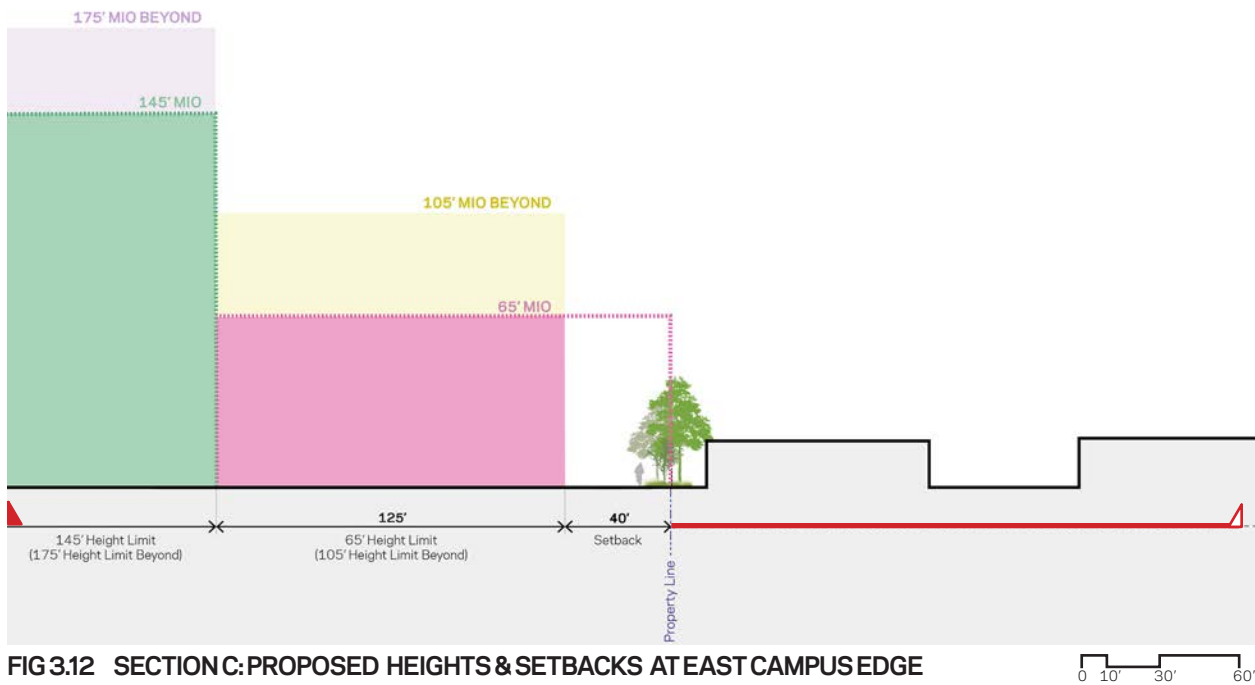 175' MIO BEYOND
145' MIO
105' MIO BEYOND
65' MIO
125'
40'
145' Height Limit
(175' Height Limit Beyond)
65' Height Limit
(105' Height Limit Beyond)
Setback
Property Line
FIG 3.12 SECTION C: PROPOSED HEIGHTS & SETBACKS AT EAST CAMPUS EDGE
0 10' 30' 60'